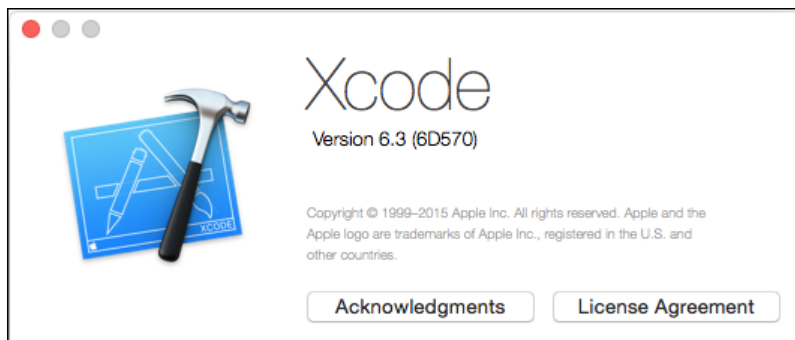 Xcode
Version 6.3 (6D570)
XCODE
Copyright © 1999–2015 Apple Inc. All rights reserved. Apple and the
Apple logo are trademarks of Apple Inc., registered in the U.S. and
other countries.
Acknowledgments
License Agreement